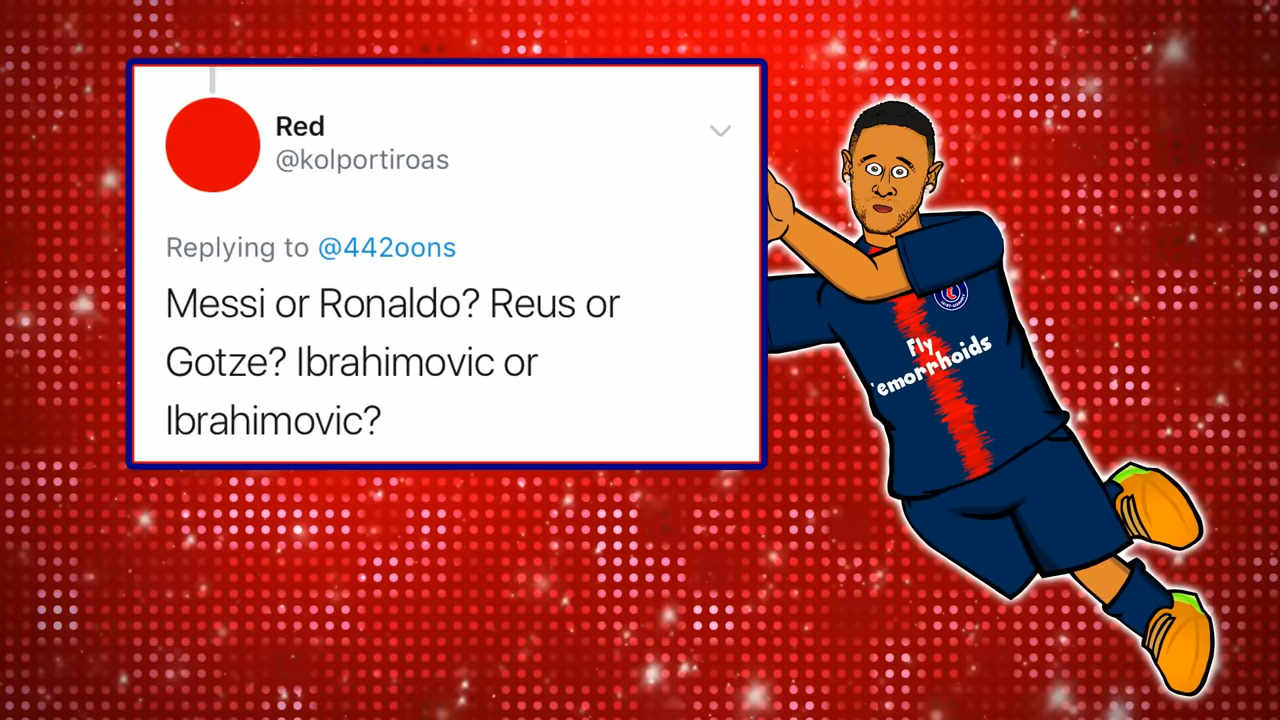 Red
@kolportiroas
Replying to @442oons
Messi or Ronaldo? Reus or
Gotze? Ibrahimovic or
Ibrahimovic?
Fly
emorrhoids